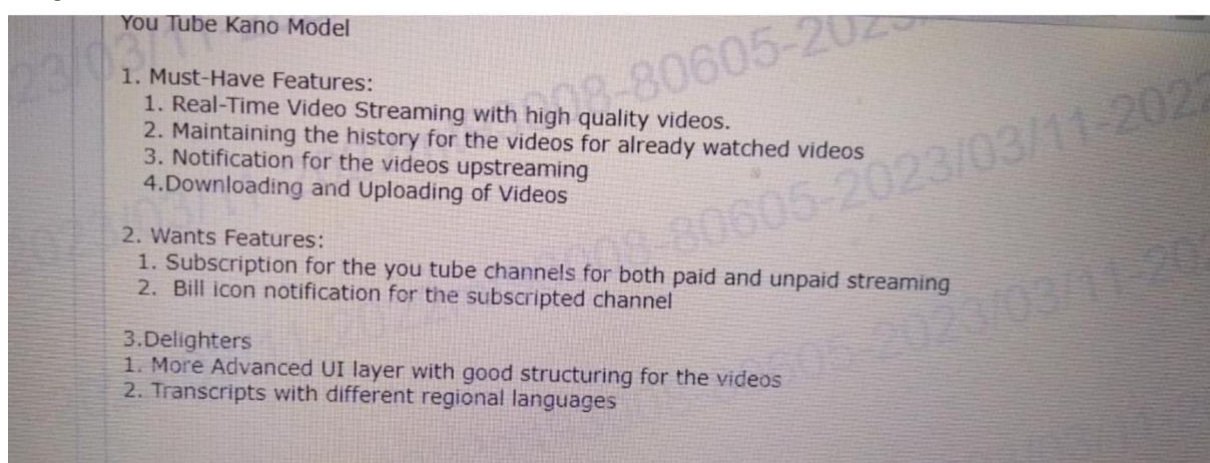 You Tube Kano Model
1. Must-Have Features:
1. Real-Time Video Streaming with high quality videos.
2. Maintaining the history for the videos for already watched videos
3. Notification for the videos upstreaming
4.Downloading and Uploading of Videos
2. Wants Features:
1. Subscription for the you tube channels for both paid and unpaid streaming
2. Bill icon notification for the subscripted channel
3.Delighters
1. More Advanced UI layer with good structuring for the videos
2. Transcripts with different regional languages